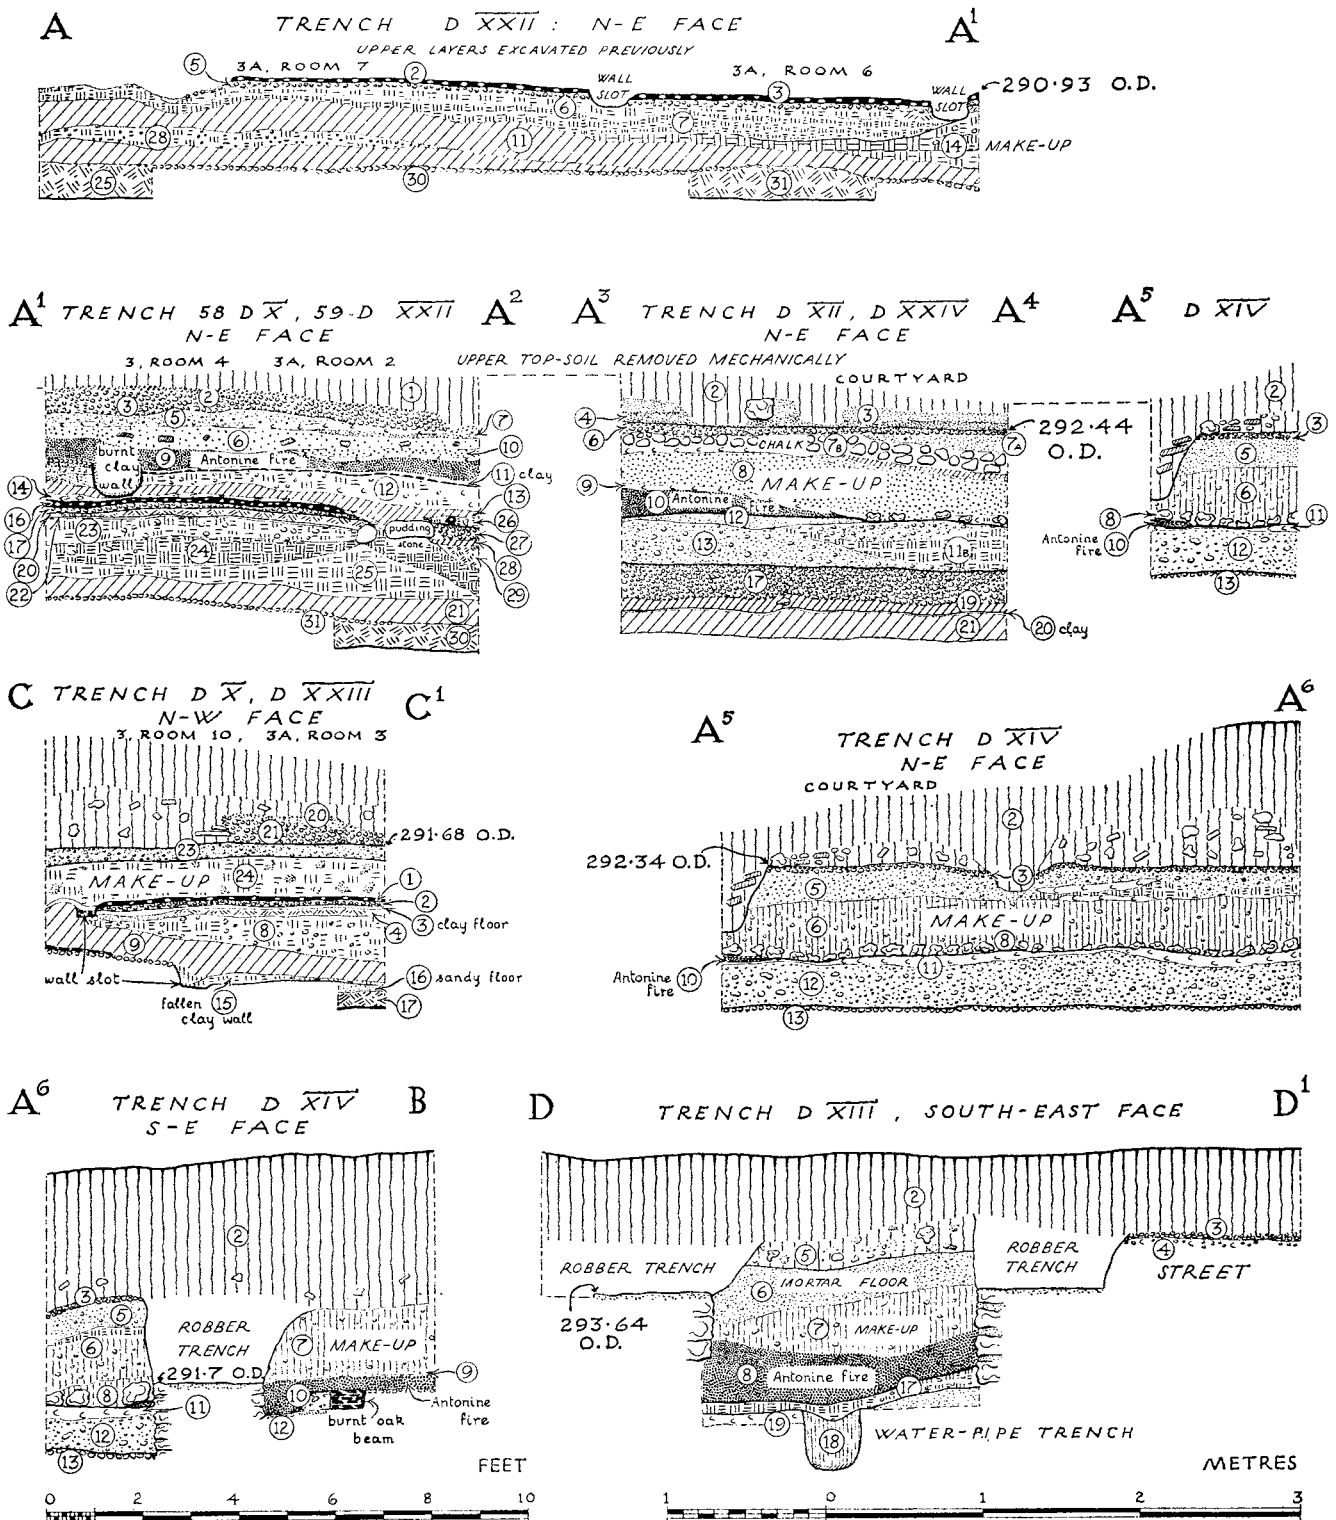 A TRENCH D XXII : N-E FACE A1
UPPER LAYERS EXCAVATED PREVIOUSLY
3A, ROOM 7
3A, ROOM 6
5 2 WALL SLOT 3 WALL SLOT 290·93 O.D.
6 7
28 11 14 MAKE-UP
25 30 31
A1 TRENCH 58 D X, 59-D XXII A2
N-E FACE
3, ROOM 4 3A, ROOM 2
UPPER TOP-SOIL REMOVED MECHANICALLY
3 2 1
5 7
6 10
burnt clay wall 9 Antonine fire
11 clay
14 12 13
16 23 pudding stone 26
17 24 27
20 25 28
22 29
31 21
30
A3 TRENCH D XII, D XXIV A4
N-E FACE
COURTYARD
2
4 3
6 CHALK 7B 7A 292·44 O.D.
8 MAKE-UP
9
10 Antonine fire
12
13 11B
17
19
20 clay
21
A5 D XIV
2
3
5
6
8 11
Antonine fire 10
12
13
C TRENCH D X, D XXIII C1
N-W FACE
3, ROOM 10, 3A, ROOM 3
20
21 291·68 O.D.
23
MAKE-UP 24
1
2
3 clay floor
8 4
9
wall slot 16 sandy floor
fallen clay wall 15 17
A5 TRENCH D XIV A6
N-E FACE
COURTYARD
2
292·34 O.D.
3
5
6 MAKE-UP
8
Antonine fire 10 11
12
13
A6 TRENCH D XIV B
S-E FACE
2
3
5 ROBBER TRENCH 7 MAKE-UP
6
291·7 O.D. 9
8 10 Antonine fire
11 burnt oak beam
12 12
13
D TRENCH D XIII, SOUTH-EAST FACE D1
2
3
5 4
ROBBER TRENCH MORTAR FLOOR ROBBER TRENCH STREET
6
293·64 O.D.
7 MAKE-UP
8 Antonine fire 17
19 18 WATER-PIPE TRENCH
FEET
0 2 4 6 8 10
METRES
1 0 1 2 3